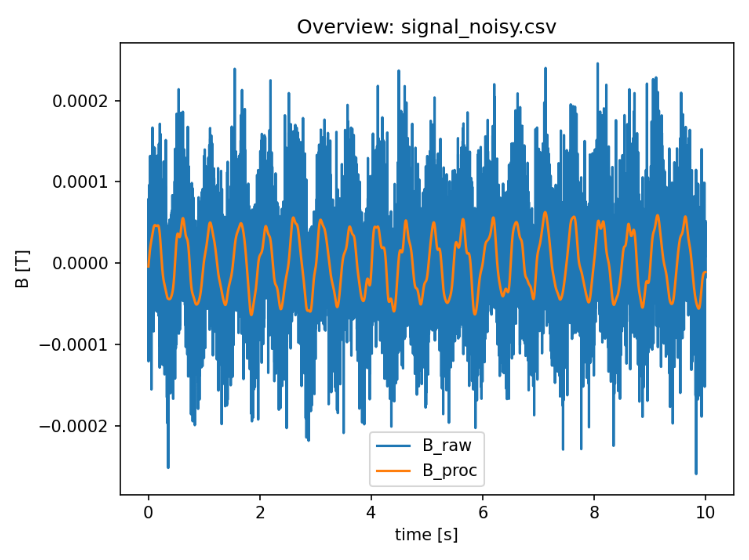 Overview: signal_noisy.csv
B [T]
0.0002
0.0001
0.0000
−0.0001
−0.0002
B_raw
B_proc
0 2 4 6 8 10
time [s]